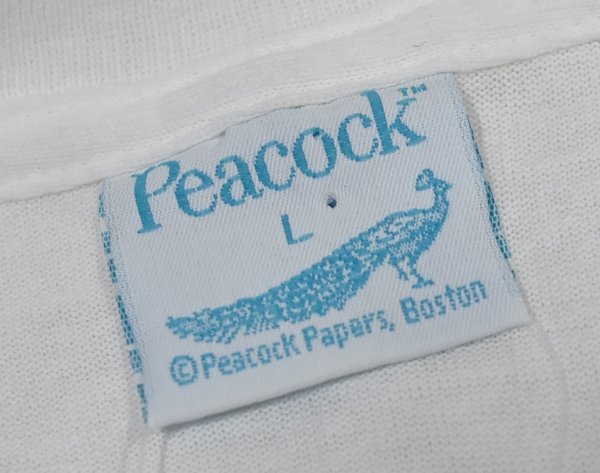 Peacock™
L
©Peacock Papers, Boston